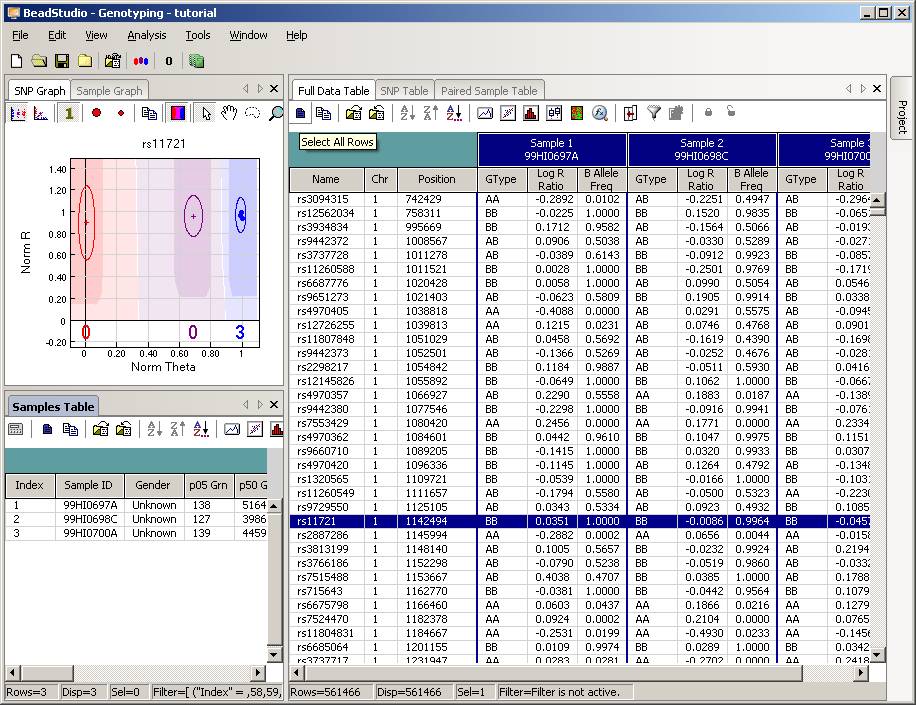 BeadStudio - Genotyping - tutorial
File Edit View Analysis Tools Window Help
SNP Graph Sample Graph
rs11721
Norm R
1.40
1.20
1
0.80
0.60
0.40
0.20
0
-0.20
0 0 3
0 0.20 0.40 0.60 0.80 1
Norm Theta
Samples Table
Index Sample ID Gender p05 Grn p50 G
1 99HI0697A Unknown 138 5164
2 99HI0698C Unknown 127 3986
3 99HI0700A Unknown 139 4459
Rows=3 Disp=3 Sel=0 Filter=[ ("Index" = ,58,59,
Full Data Table SNP Table Paired Sample Table
Select All Rows
Sample 1 Sample 2 Sample 3
99HI0697A 99HI0698C 99HI070
Name Chr Position GType Log R Ratio B Allele Freq GType Log R Ratio B Allele Freq GType Log R Ratio
rs3094315 1 742429 AA -0.2892 0.0102 AB -0.2251 0.4947 AB -0.296
rs12562034 1 758311 BB -0.0225 1.0000 BB 0.1520 0.9835 BB -0.065
rs3934834 1 995669 BB 0.1712 0.9582 AB -0.1564 0.5066 AB -0.019
rs9442372 1 1008567 AB 0.0906 0.5038 AB -0.0330 0.5289 AB -0.027
rs3737728 1 1011278 AB -0.0389 0.6143 BB -0.0912 0.9923 BB -0.085
rs11260588 1 1011521 BB 0.0028 1.0000 BB -0.2501 0.9769 BB -0.171
rs6687776 1 1020428 BB 0.0058 1.0000 AB 0.0990 0.5054 AB 0.0546
rs9651273 1 1021403 AB -0.0623 0.5809 BB 0.1905 0.9914 BB 0.0338
rs4970405 1 1038818 AA -0.4088 0.0000 AB 0.0291 0.5575 AA -0.094
rs12726255 1 1039813 AA 0.1215 0.0231 AB 0.0746 0.4768 AA 0.0901
rs11807848 1 1051029 AB 0.0458 0.5692 AB -0.1619 0.4390 AB -0.169
rs9442373 1 1052501 AB -0.1366 0.5269 AB -0.0252 0.4676 AB -0.028
rs2298217 1 1054842 BB 0.1184 0.9887 AB -0.0511 0.5930 AB 0.0416
rs12145826 1 1055892 BB -0.0649 1.0000 BB 0.1062 1.0000 BB -0.066
rs4970357 1 1066927 AB 0.2290 0.5558 AA 0.1883 0.0187 AB -0.138
rs9442380 1 1077546 BB -0.2298 1.0000 BB -0.0916 0.9941 BB -0.076
rs7553429 1 1080420 AA 0.2456 0.0000 AA 0.1771 0.0000 AA 0.2334
rs4970362 1 1084601 BB 0.0442 0.9610 BB 0.1047 0.9975 BB 0.1151
rs9660710 1 1089205 BB -0.1415 1.0000 BB 0.0320 0.9933 BB 0.0307
rs4970420 1 1096336 BB -0.1145 1.0000 AB 0.1264 0.4792 AB -0.134
rs1320565 1 1109721 BB -0.0539 1.0000 BB -0.0166 1.0000 BB -0.103
rs11260549 1 1111657 AB -0.1794 0.5580 AB -0.0500 0.5323 AA -0.223
rs9729550 1 1125105 AB 0.0343 0.5334 AB 0.0923 0.4932 AB 0.1085
rs11721 1 1142494 BB 0.0351 1.0000 BB -0.0086 0.9964 BB -0.045
rs2887286 1 1145994 AA -0.2882 0.0002 AA 0.0656 0.0044 AA -0.015
rs3813199 1 1148140 AB 0.1005 0.5657 BB -0.0232 0.9924 AB 0.2194
rs3766186 1 1152298 AB -0.0790 0.5238 BB -0.0519 0.9860 AB -0.033
rs7515488 1 1153667 AB 0.4038 0.4707 BB 0.0385 1.0000 AB 0.1788
rs715643 1 1162770 BB -0.0381 1.0000 BB -0.0442 0.9564 BB 0.1079
rs6675798 1 1166460 AA 0.0603 0.0437 AA 0.1866 0.0216 AA 0.1279
rs7524470 1 1182378 AA 0.0924 0.0002 AA 0.2104 0.0000 AA 0.0765
rs11804831 1 1184667 AA -0.2531 0.0199 AA -0.4930 0.0233 AA -0.145
rs6685064 1 1201155 BB 0.0109 0.9974 BB 0.0289 1.0000 BB 0.0342
rs3737717 1 1231947 AA 0.0283 0.0281 AA -0.2702 0.0000 AA 0.2418
Rows=561466 Disp=561466 Sel=1 Filter=Filter is not active.
Project